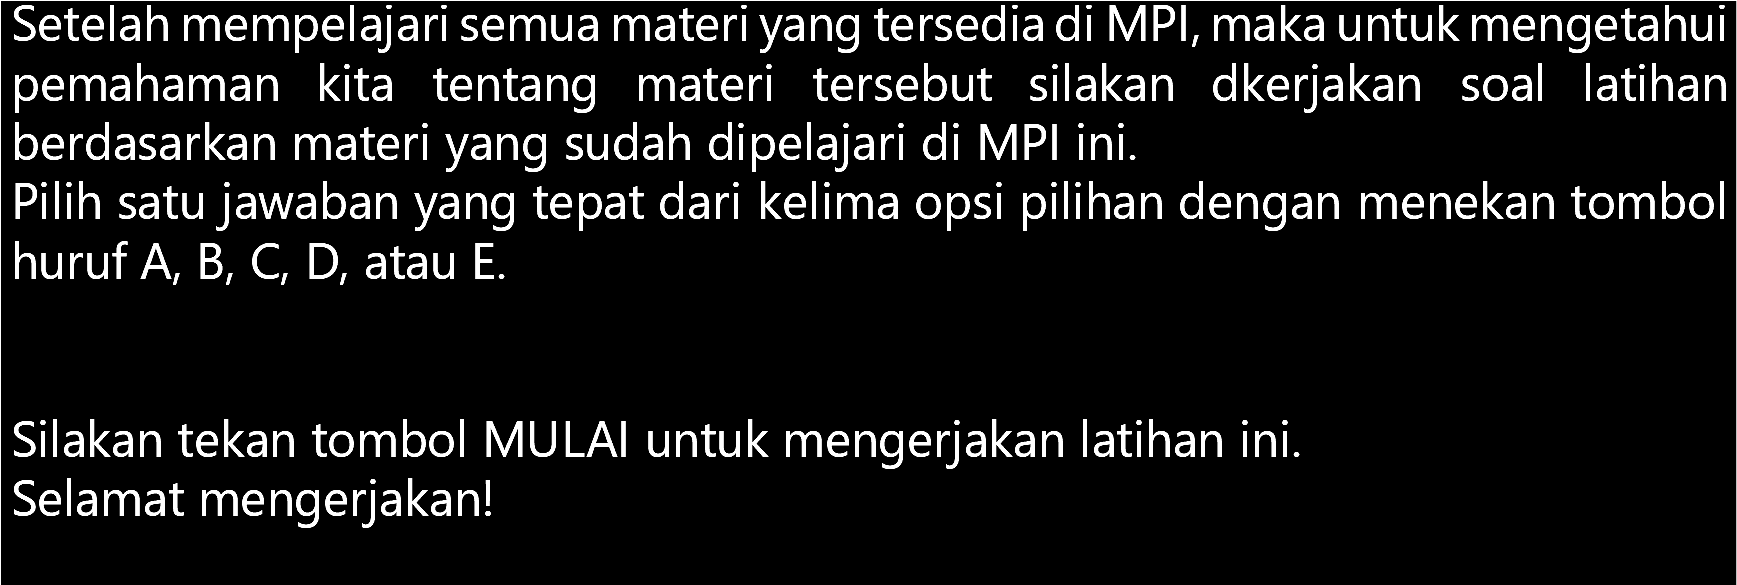 Setelah mempelajari semua materi yang tersedia di MPI, maka untuk mengetahui
pemahaman kita tentang materi tersebut silakan dkerjakan soal latihan
berdasarkan materi yang sudah dipelajari di MPI ini.
Pilih satu jawaban yang tepat dari kelima opsi pilihan dengan menekan tombol
huruf A, B, C, D, atau E.
Silakan tekan tombol MULAI untuk mengerjakan latihan ini.
Selamat mengerjakan!